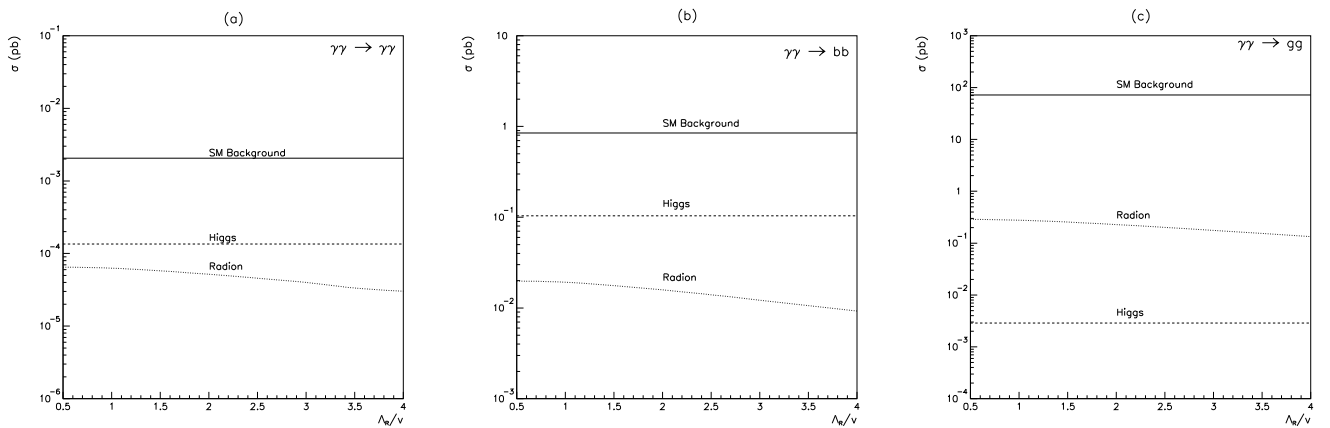 (a)
σ (pb)
γγ → γγ
SM Background
Higgs
Radion
10⁻¹
10⁻²
10⁻³
10⁻⁴
10⁻⁵
10⁻⁶
0.5 1 1.5 2 2.5 3 3.5 4
Λ_R/v
(b)
σ (pb)
γγ → bb
SM Background
Higgs
Radion
10
1
10⁻¹
10⁻²
10⁻³
0.5 1 1.5 2 2.5 3 3.5 4
Λ_R/v
(c)
σ (pb)
γγ → gg
SM Background
Radion
Higgs
10³
10²
10
1
10⁻¹
10⁻²
10⁻³
10⁻⁴
0.5 1 1.5 2 2.5 3 3.5 4
Λ_R/v